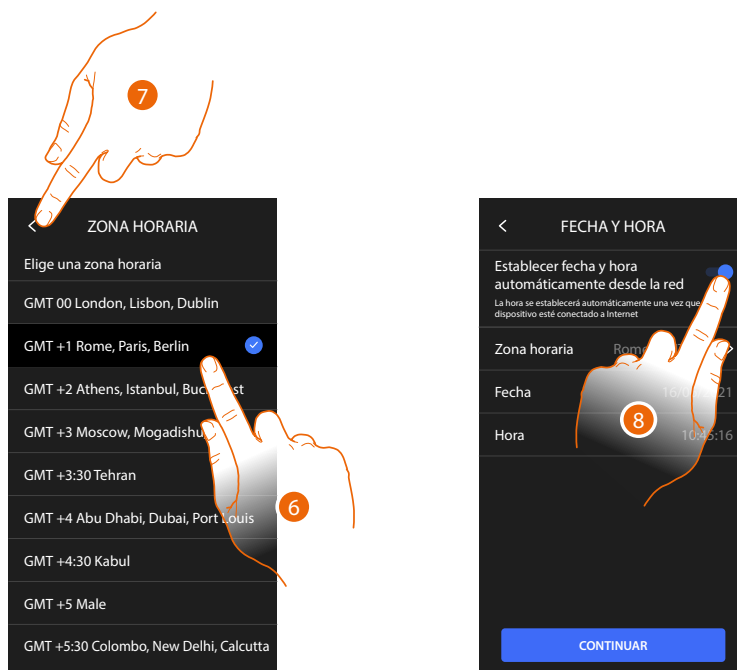 7
ZONA HORARIA
Elige una zona horaria
GMT 00 London, Lisbon, Dublin
GMT +1 Rome, Paris, Berlin
GMT +2 Athens, Istanbul,
GMT +3 Moscow, Mogadishu
GMT +3:30 Tehran
GMT +4 Abu Dhabi, Dubai, Port Louis
6
GMT +4:30 Kabul
GMT +5 Male
GMT +5:30 Colombo, New Delhi, Calcutta
FECHA Y HORA
Establecer fecha y hora
automáticamente desde la red
La hora se establecerá automáticamente una vez que
dispositivo esté conectado a Internet
Zona horaria
Fecha
8
Hora 10:45:16
CONTINUAR